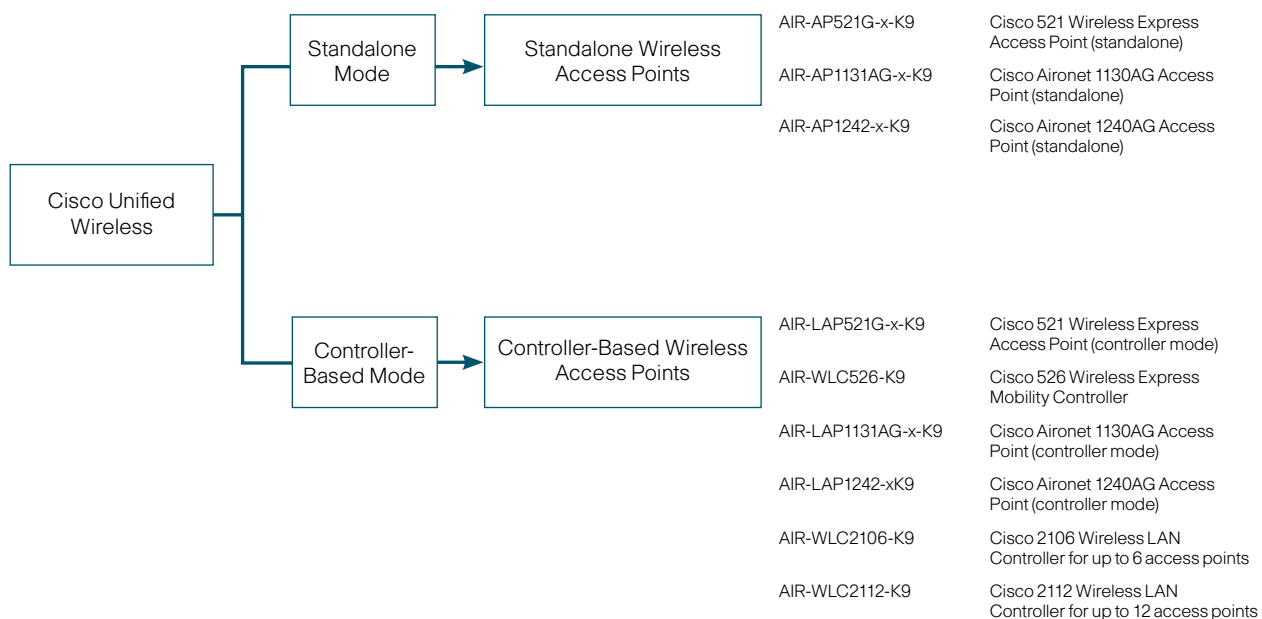 Cisco Unified
Wireless
Standalone
Mode
Standalone Wireless
Access Points
AIR-AP521G-x-K9
Cisco 521 Wireless Express
Access Point (standalone)
AIR-AP1131AG-x-K9
Cisco Aironet 1130AG Access
Point (standalone)
AIR-AP1242-x-K9
Cisco Aironet 1240AG Access
Point (standalone)
Controller-
Based Mode
Controller-Based Wireless
Access Points
AIR-LAP521G-x-K9
Cisco 521 Wireless Express
Access Point (controller mode)
AIR-WLC526-K9
Cisco 526 Wireless Express
Mobility Controller
AIR-LAP1131AG-x-K9
Cisco Aironet 1130AG Access
Point (controller mode)
AIR-LAP1242-xK9
Cisco Aironet 1240AG Access
Point (controller mode)
AIR-WLC2106-K9
Cisco 2106 Wireless LAN
Controller for up to 6 access points
AIR-WLC2112-K9
Cisco 2112 Wireless LAN
Controller for up to 12 access points